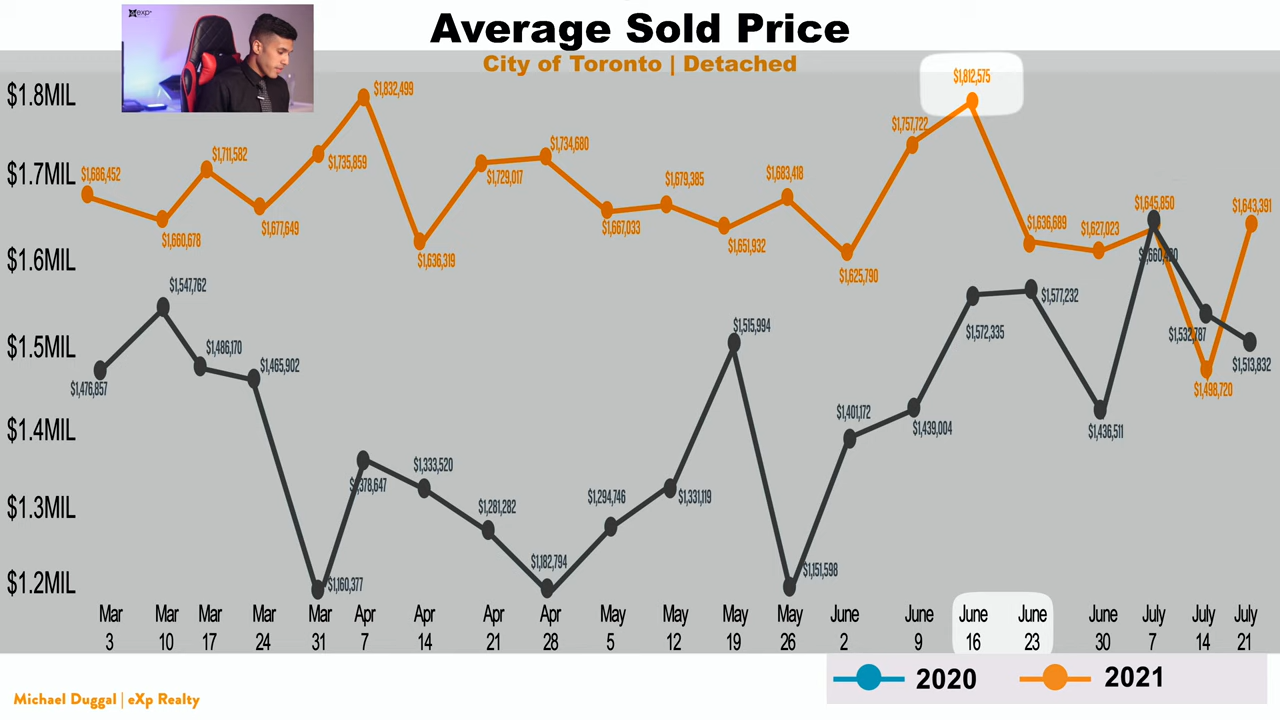 exp
Average Sold Price
City of Toronto | Detached
$1.8MIL
$1.7MIL
$1.6MIL
$1.5MIL
$1.4MIL
$1.3MIL
$1.2MIL
$1,686,452
$1,660,678
$1,711,582
$1,677,649
$1,735,859
$1,832,499
$1,636,319
$1,729,017
$1,734,680
$1,667,033
$1,679,385
$1,651,932
$1,683,418
$1,625,790
$1,757,722
$1,812,575
$1,636,689
$1,627,023
$1,645,850
$1,498,720
$1,643,391
$1,476,857
$1,547,762
$1,486,170
$1,465,902
$1,160,377
$1,378,647
$1,333,520
$1,281,282
$1,182,794
$1,294,746
$1,331,119
$1,515,994
$1,151,598
$1,401,172
$1,439,004
$1,572,335
$1,577,232
$1,436,511
$1,532,787
$1,513,832
Mar 3
Mar 10
Mar 17
Mar 24
Mar 31
Apr 7
Apr 14
Apr 21
Apr 28
May 5
May 12
May 19
May 26
June 2
June 9
June 16
June 23
June 30
July 7
July 14
July 21
2020
2021
Michael Duggal | eXp Realty